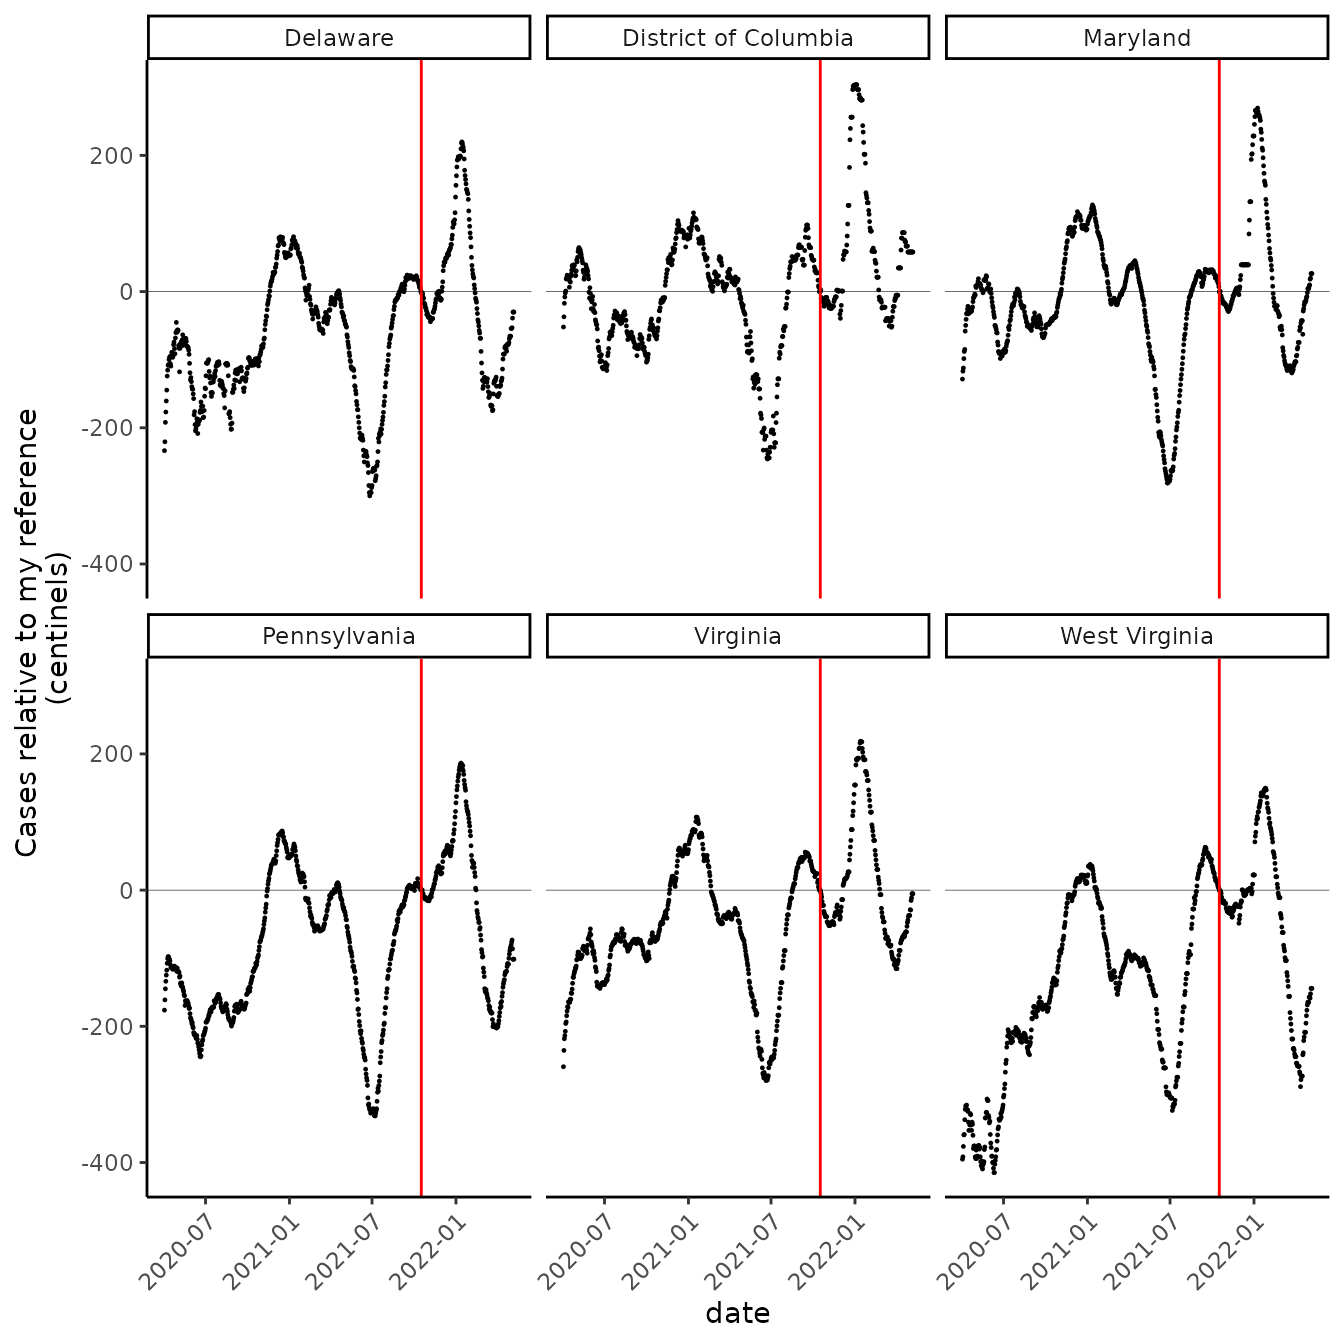 Delaware
District of Columbia
Maryland
200
0
-200
-400
Pennsylvania
Virginia
West Virginia
200
0
-200
-400
Cases relative to my reference
(centinels)
2020-07
2021-01
2021-07
2022-01
2020-07
2021-01
2021-07
2022-01
2020-07
2021-01
2021-07
2022-01
date